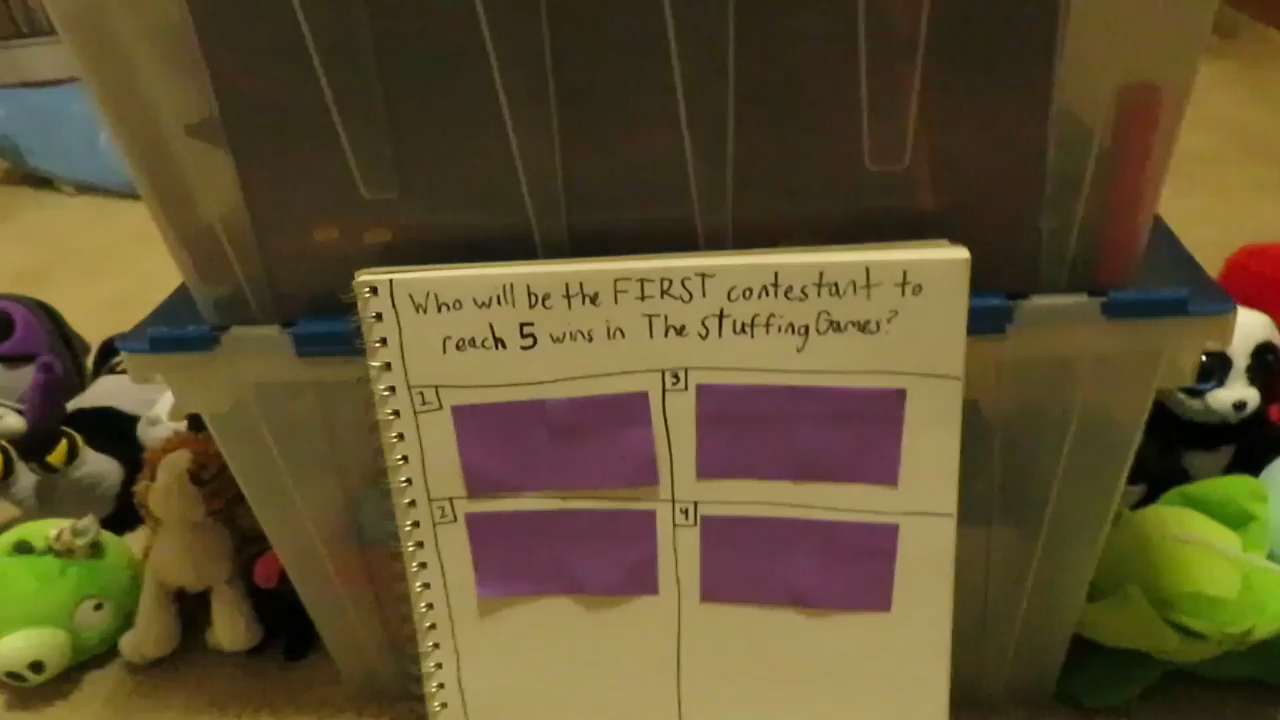 Who will be the FIRST contestant to
reach 5 wins in The Stuffing Games?
1
3
2
4